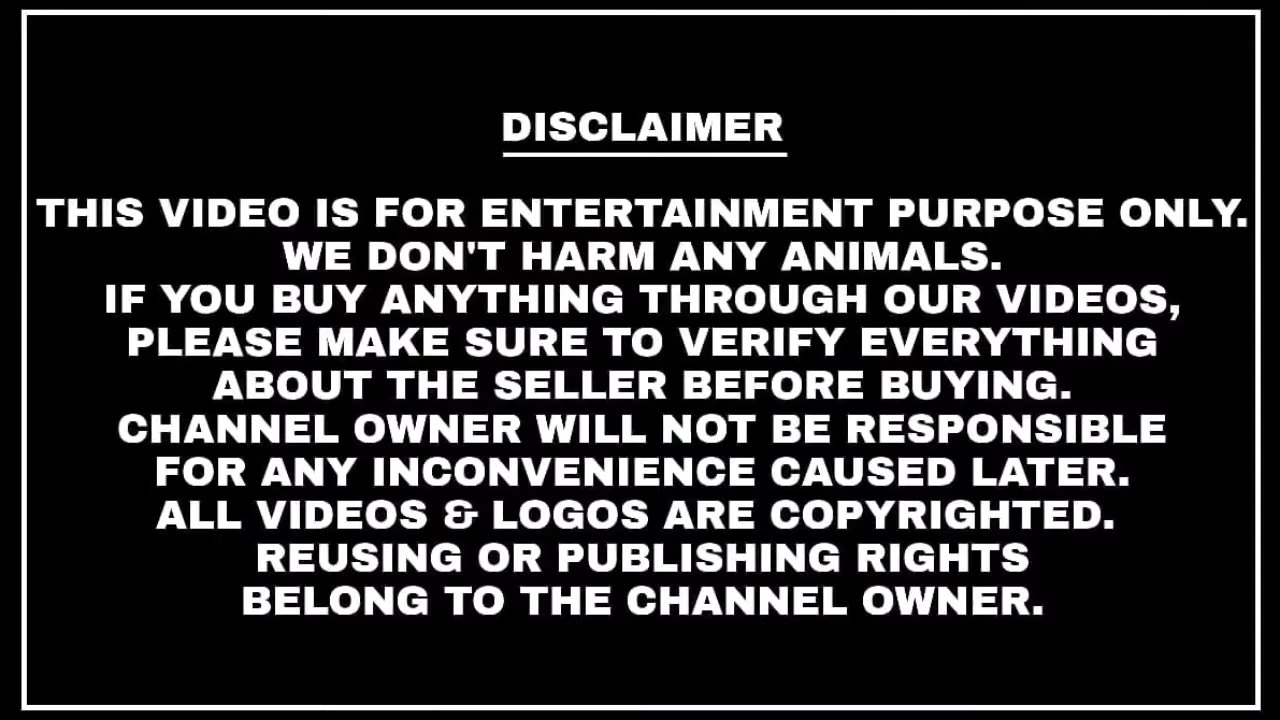 DISCLAIMER
THIS VIDEO IS FOR ENTERTAINMENT PURPOSE ONLY.
WE DON'T HARM ANY ANIMALS.
IF YOU BUY ANYTHING THROUGH OUR VIDEOS,
PLEASE MAKE SURE TO VERIFY EVERYTHING
ABOUT THE SELLER BEFORE BUYING.
CHANNEL OWNER WILL NOT BE RESPONSIBLE
FOR ANY INCONVENIENCE CAUSED LATER.
ALL VIDEOS & LOGOS ARE COPYRIGHTED.
REUSING OR PUBLISHING RIGHTS
BELONG TO THE CHANNEL OWNER.